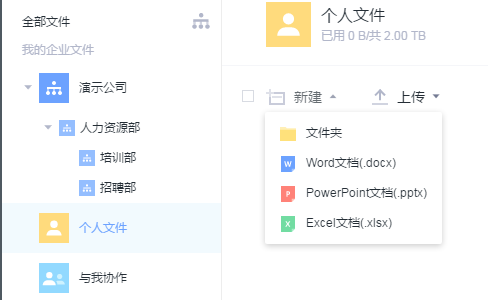 全部文件
我的企业文件
演示公司
人力资源部
培训部
招聘部
个人文件
与我协作
个人文件
已用 0 B/共 2.00 TB
新建
上传
文件夹
W
Word文档(.docx)
P
PowerPoint文档(.pptx)
X
Excel文档(.xlsx)